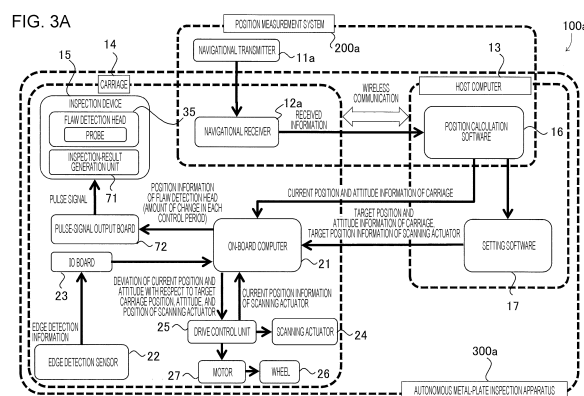 FIG. 3A
POSITION MEASUREMENT SYSTEM
200a
100a
NAVIGATIONAL TRANSMITTER
11a
15
14
CARRIAGE
13
HOST COMPUTER
INSPECTION DEVICE
FLAW DETECTION HEAD
PROBE
35
INSPECTION-RESULT
GENERATION UNIT
71
12a
NAVIGATIONAL RECEIVER
RECEIVED
INFORMATION
WIRELESS
COMMUNICATION
POSITION CALCULATION
SOFTWARE
16
PULSE SIGNAL
POSITION INFORMATION
OF FLAW DETECTION HEAD
(AMOUNT OF CHANGE IN EACH
CONTROL PERIOD)
CURRENT POSITION AND ATTITUDE INFORMATION OF CARRIAGE
PULSE-SIGNAL OUTPUT BOARD
72
ON-BOARD COMPUTER
21
TARGET POSITION AND
ATTITUDE INFORMATION OF CARRIAGE,
TARGET POSITION INFORMATION OF SCANNING ACTUATOR
SETTING SOFTWARE
17
IO BOARD
23
DEVIATION OF CURRENT POSITION AND
ATTITUDE WITH RESPECT TO TARGET
CARRIAGE POSITION, ATTITUDE, AND
POSITION OF SCANNING ACTUATOR
CURRENT POSITION INFORMATION
OF SCANNING ACTUATOR
25
DRIVE CONTROL UNIT
SCANNING ACTUATOR
24
EDGE DETECTION
INFORMATION
EDGE DETECTION SENSOR
22
27
MOTOR
WHEEL
26
300a
AUTONOMOUS METAL-PLATE INSPECTION APPARATUS